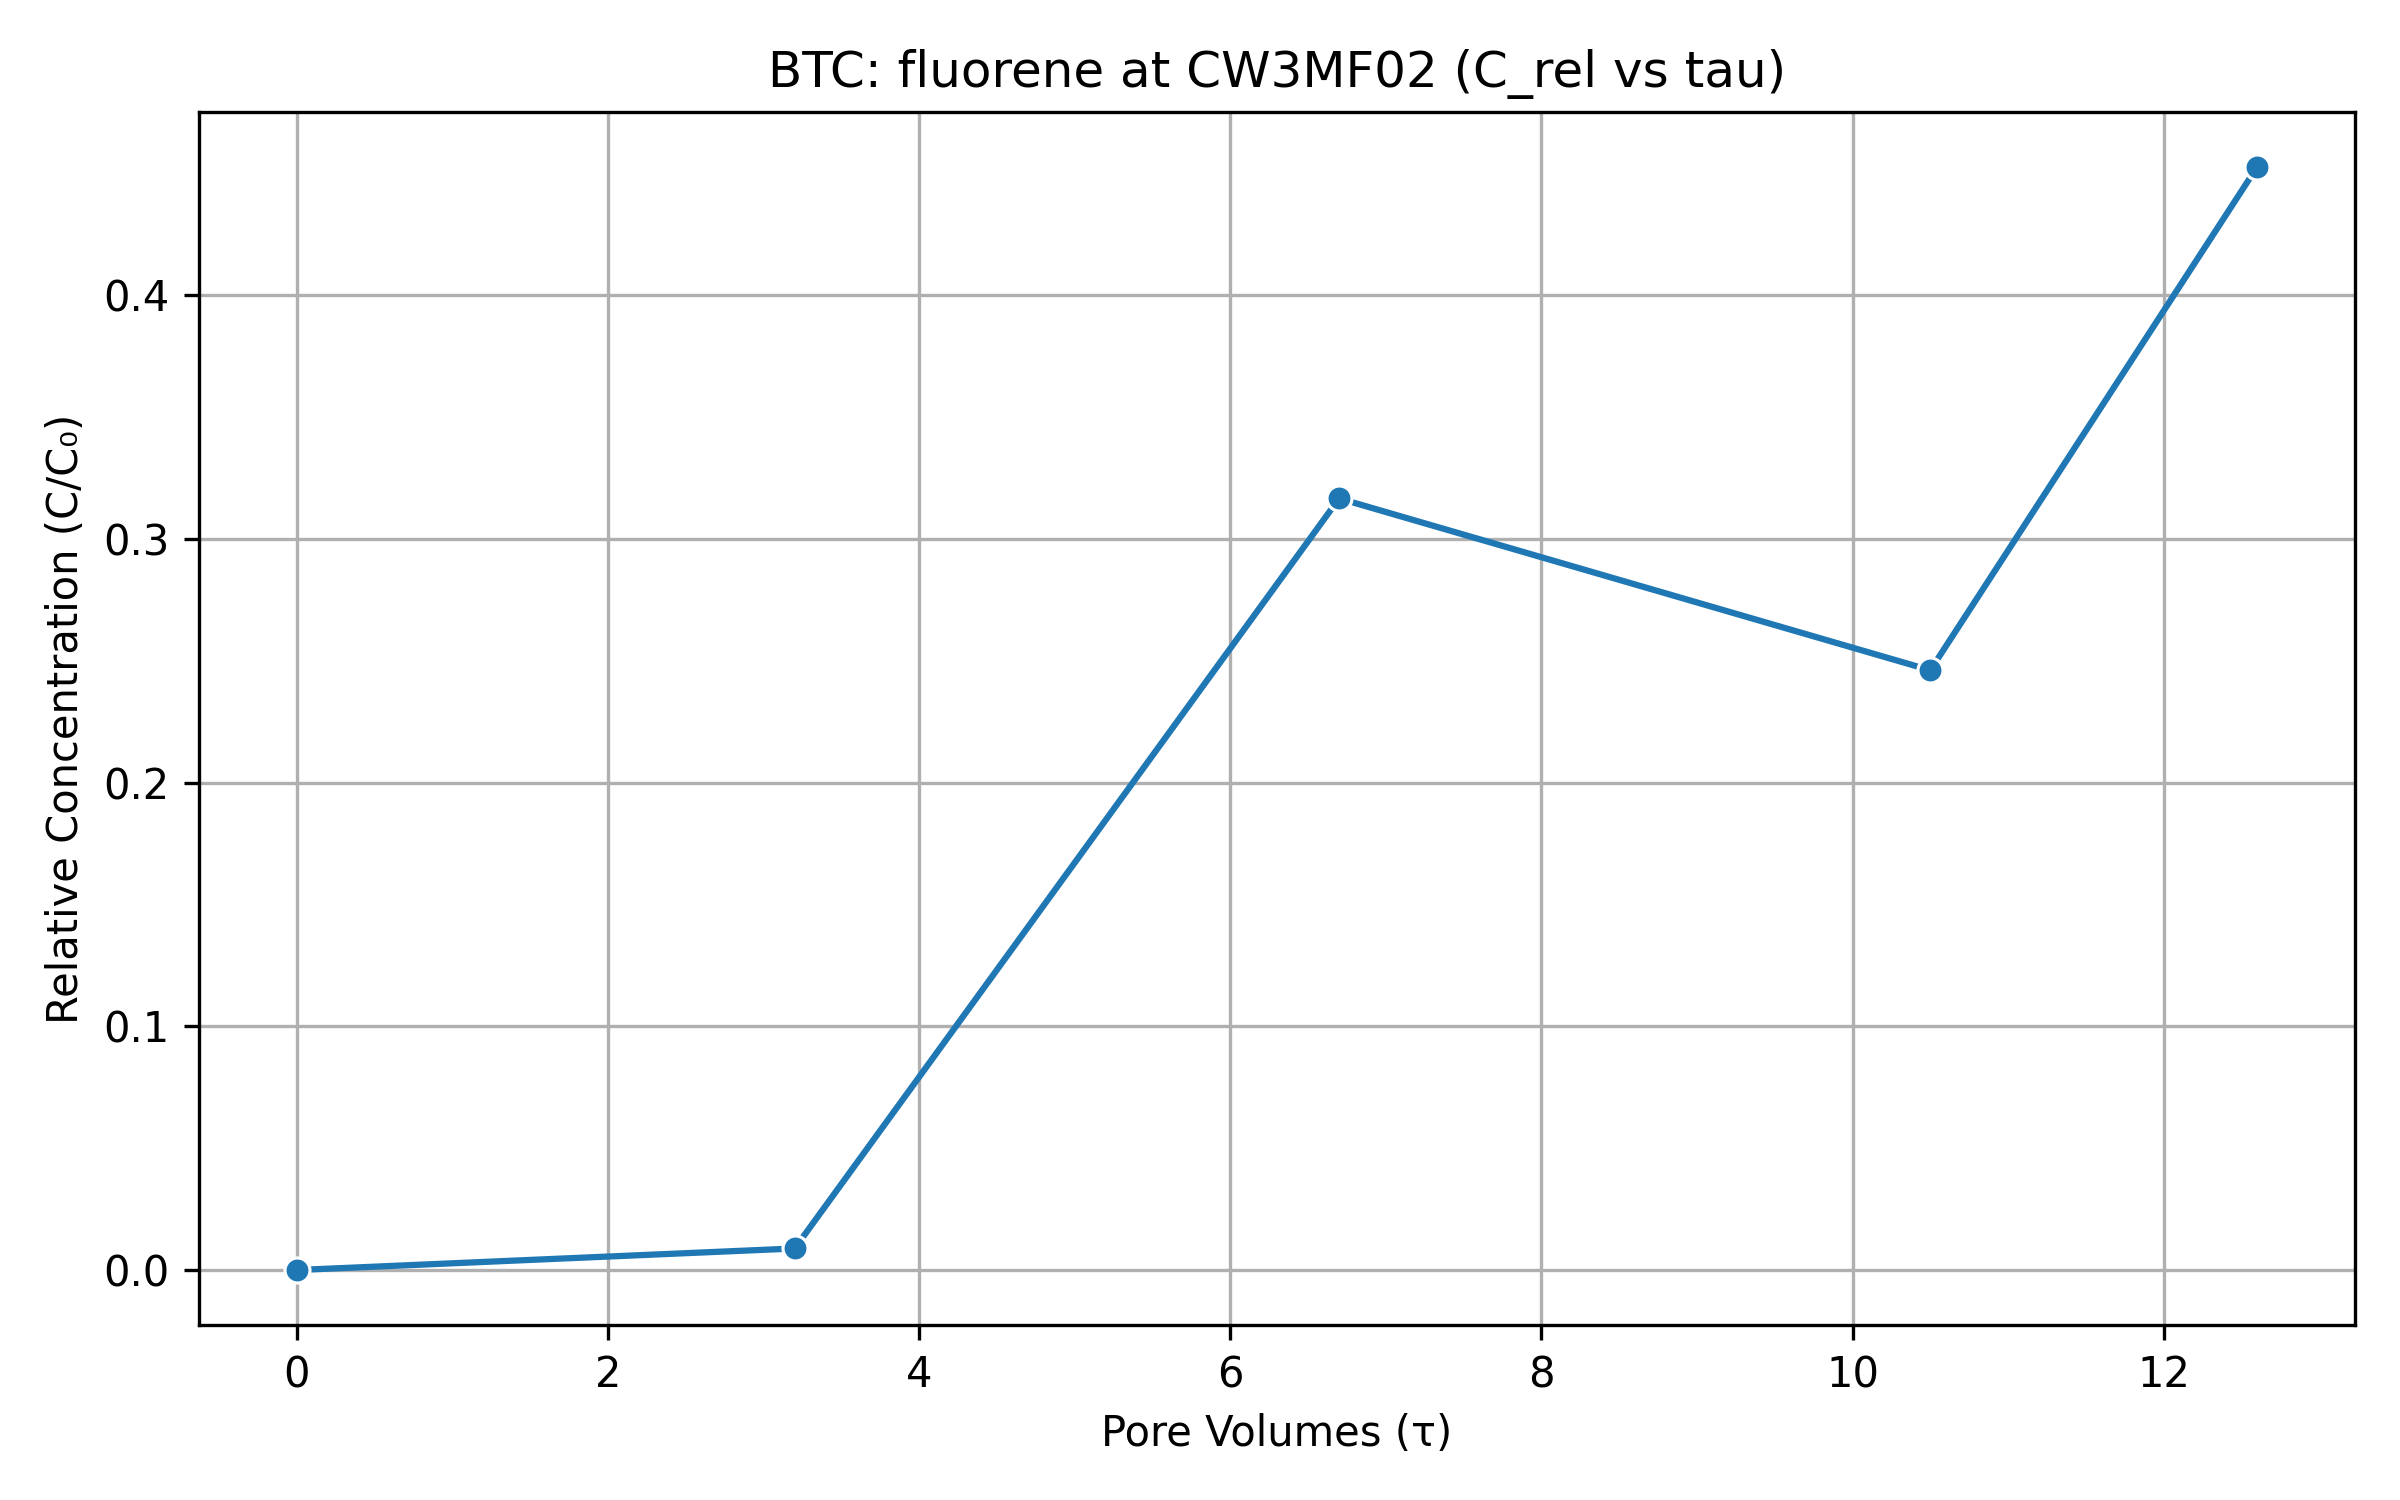 BTC: fluorene at CW3MF02 (C_rel vs tau)
Relative Concentration (C/C₀)
0.4
0.3
0.2
0.1
0.0
0 2 4 6 8 10 12
Pore Volumes (τ)